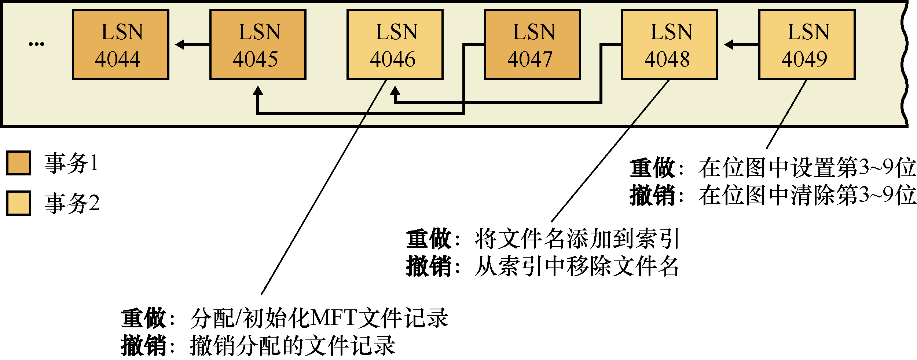 ...
LSN
4044
LSN
4045
LSN
4046
LSN
4047
LSN
4048
LSN
4049
事务1
事务2
重做：在位图中设置第3~9位
撤销：在位图中清除第3~9位
重做：将文件名添加到索引
撤销：从索引中移除文件名
重做：分配/初始化MFT文件记录
撤销：撤销分配的文件记录